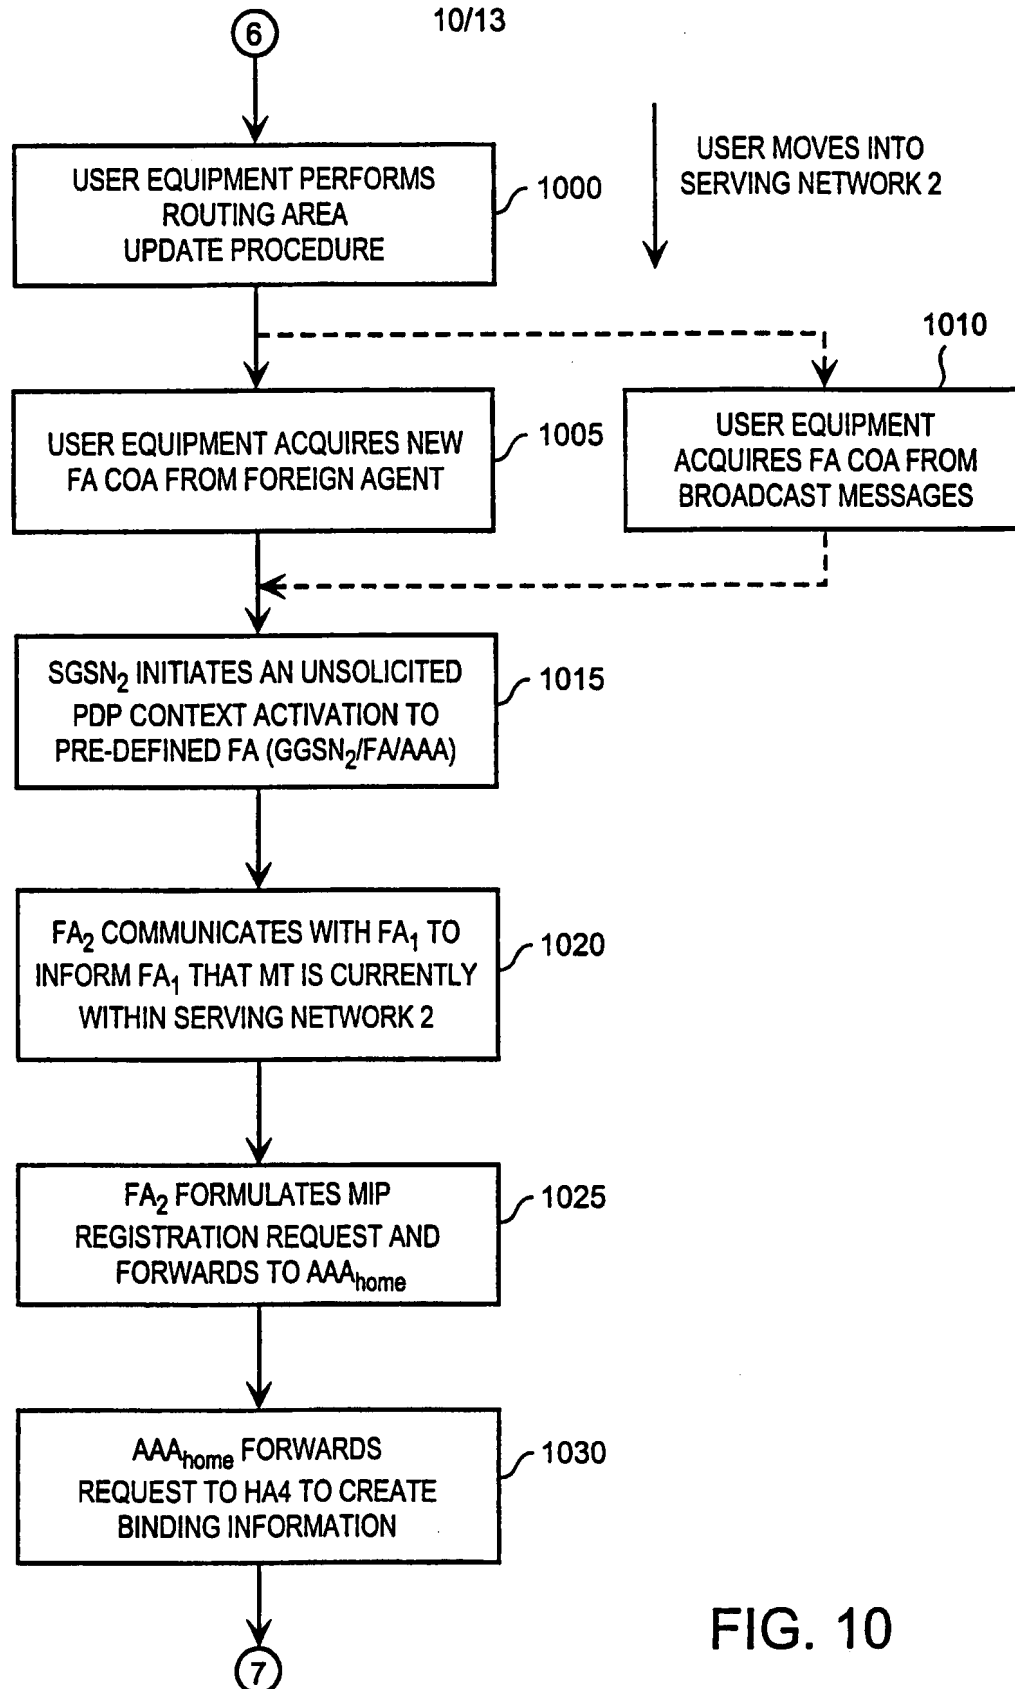 10/13
6
USER EQUIPMENT PERFORMS
ROUTING AREA
UPDATE PROCEDURE
1000
USER MOVES INTO
SERVING NETWORK 2
1010
USER EQUIPMENT ACQUIRES NEW
FA COA FROM FOREIGN AGENT
1005
USER EQUIPMENT
ACQUIRES FA COA FROM
BROADCAST MESSAGES
SGSN2 INITIATES AN UNSOLICITED
PDP CONTEXT ACTIVATION TO
PRE-DEFINED FA (GGSN2/FA/AAA)
1015
FA2 COMMUNICATES WITH FA1 TO
INFORM FA1 THAT MT IS CURRENTLY
WITHIN SERVING NETWORK 2
1020
FA2 FORMULATES MIP
REGISTRATION REQUEST AND
FORWARDS TO AAAhome
1025
AAAhome FORWARDS
REQUEST TO HA4 TO CREATE
BINDING INFORMATION
1030
7
FIG. 10